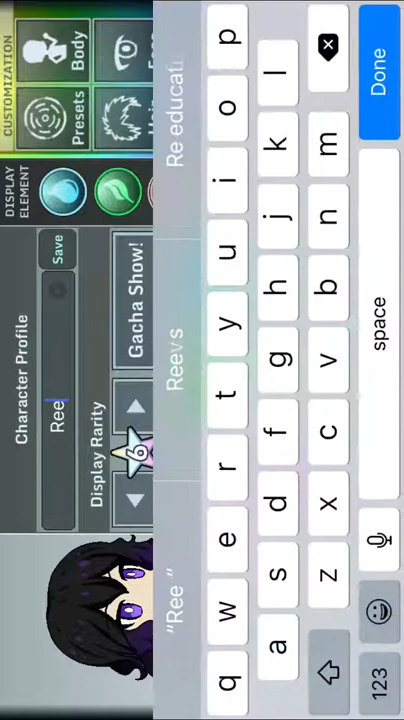 Character Profile
Ree
Save
Display Rarity
6
Gacha Show!
DISPLAY
ELEMENT
CUSTOMIZATION
Presets
Body
"Ree"
Reevs
Re educati
q w e r t y u i o p
a s d f g h j k l
z x c v b n m
123
space
Done